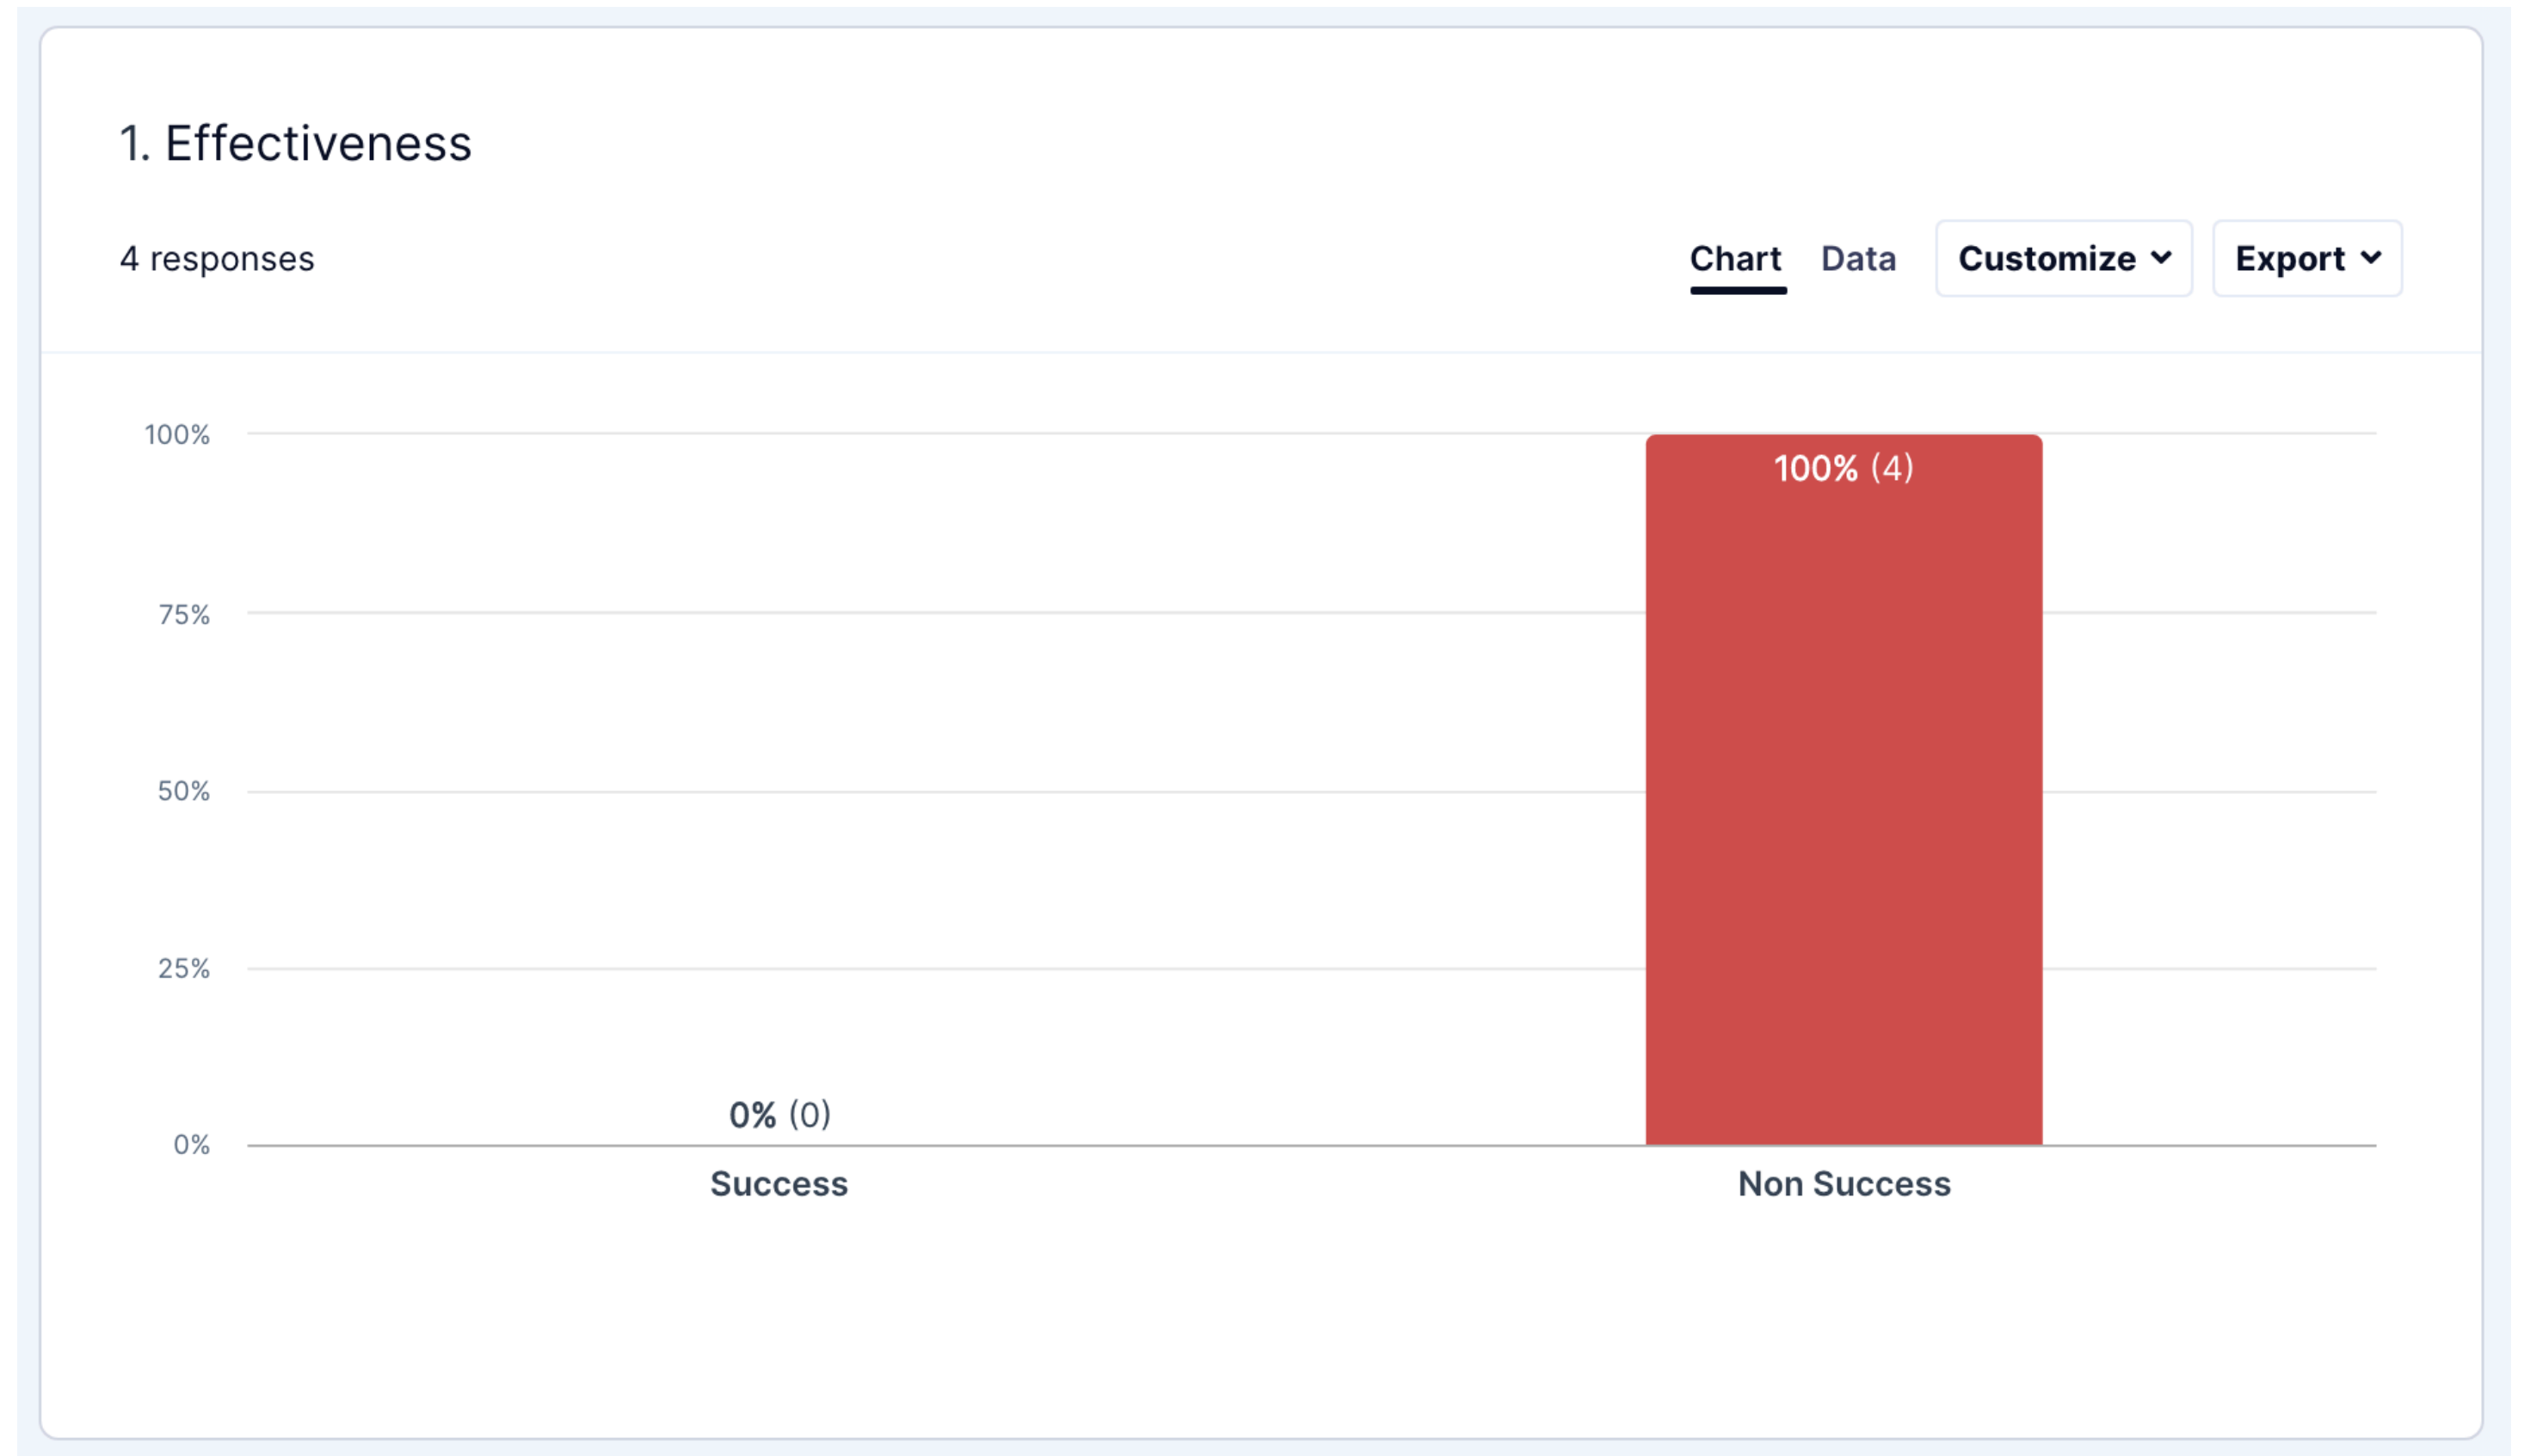 1. Effectiveness
4 responses
Chart Data Customize Export
100%
100% (4)
75%
50%
25%
0% (0)
0%
Success Non Success